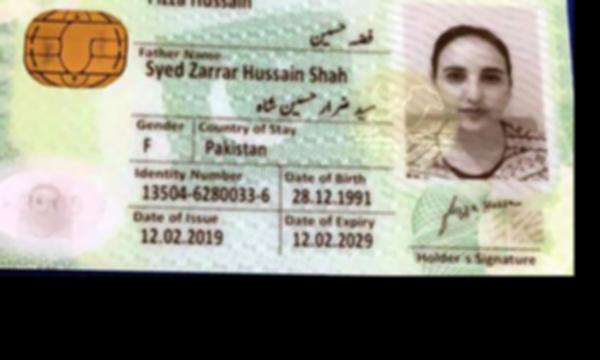 Fizza Hussain
فضہ حسین
Father Name
Syed Zarrar Hussain Shah
سید ضرار حسین شاہ
Gender Country of Stay
F Pakistan
Identity Number Date of Birth
13504-6280033-6 28.12.1991
Date of Issue Date of Expiry
12.02.2019 12.02.2029
Holder's Signature